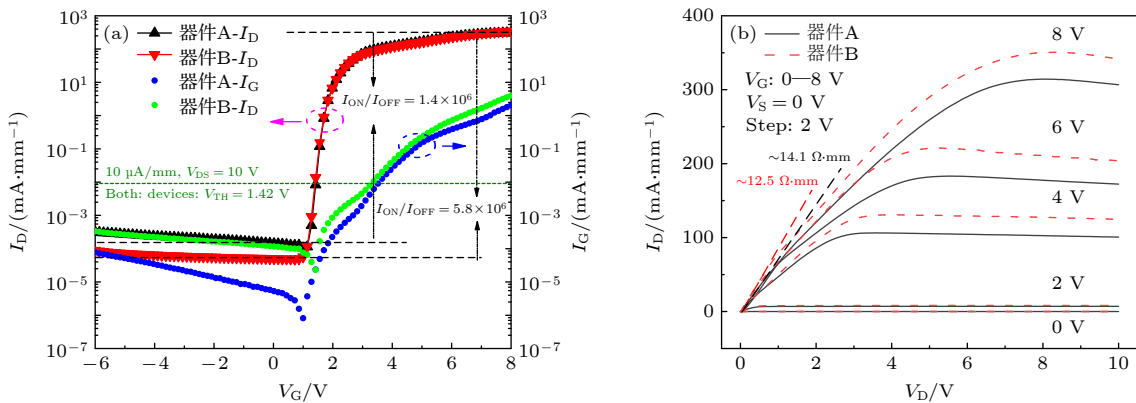 (a)
器件A-I_D
器件B-I_D
器件A-I_G
器件B-I_D
I_ON/I_OFF=1.4×10⁶
10 μA/mm, V_DS=10 V
Both: devices: V_TH=1.42 V
I_ON/I_OFF=5.8×10⁶
10³
10¹
10⁻¹
10⁻³
10⁻⁵
10⁻⁷
I_D/(mA·mm⁻¹)
10³
10¹
10⁻¹
10⁻³
10⁻⁵
10⁻⁷
I_G/(mA·mm⁻¹)
−6 −4 −2 0 2 4 6 8
V_G/V
(b)
器件A
器件B
V_G: 0—8 V
V_S=0 V
Step: 2 V
8 V
6 V
4 V
2 V
0 V
~14.1 Ω·mm
~12.5 Ω·mm
400
300
200
100
0
I_D/(mA·mm⁻¹)
0 2 4 6 8 10
V_D/V